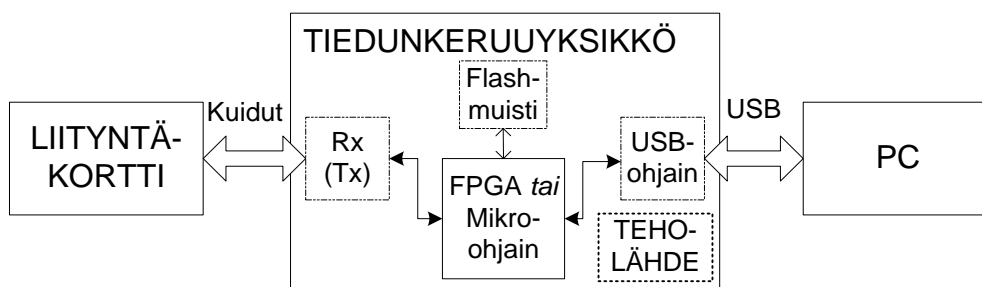 TIEDUNKERUUYKSIKKÖ
LIITYNTÄ-
KORTTI
Kuidut
Rx
(Tx)
Flash-
muisti
FPGA tai
Mikro-
ohjain
USB-
ohjain
TEHO-
LÄHDE
USB
PC